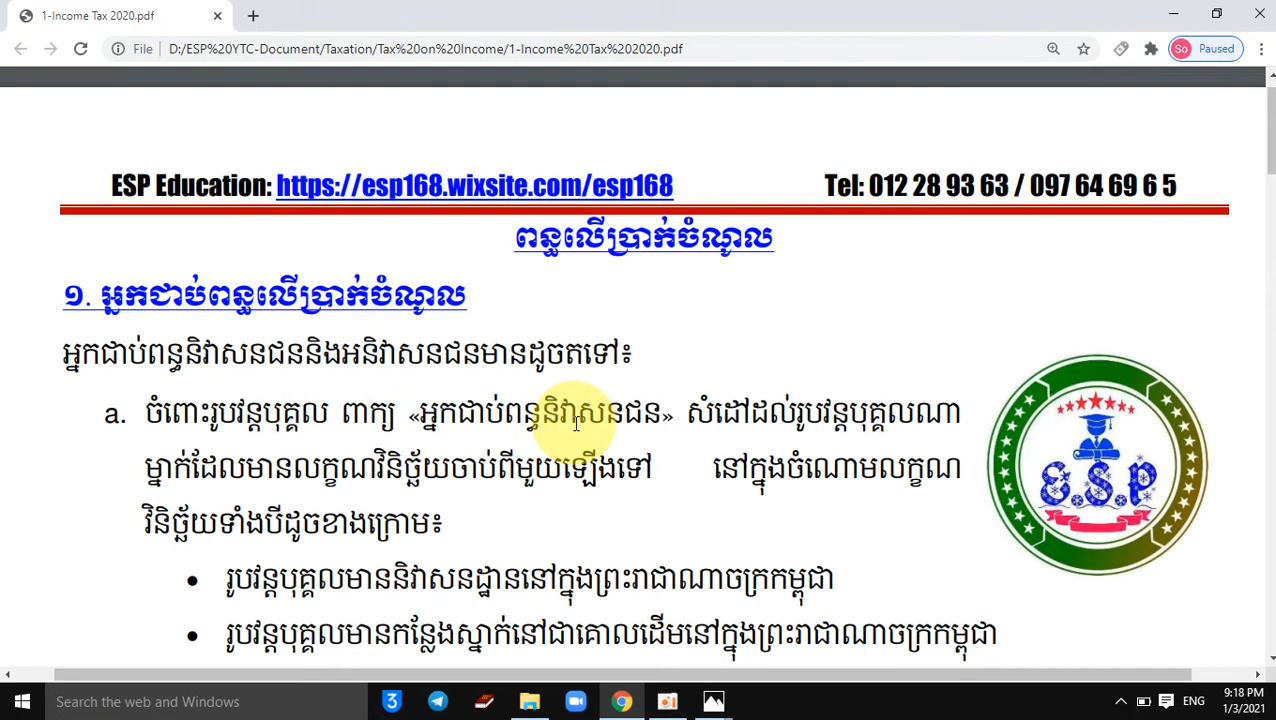 1-Income Tax 2020.pdf
File D:/ESP%20YTC-Document/Taxation/Tax%20on%20Income/1-Income%20Tax%202020.pdf So Paused
ESP Education: https://esp168.wixsite.com/esp168 Tel: 012 28 93 63 / 097 64 69 6 5
ពន្ធលើប្រាក់ចំណូល
១. អ្នកជាប់ពន្ធលើប្រាក់ចំណូល
អ្នកជាប់ពន្ធនិវាសនជននិងអនិវាសនជនមានដូចតទៅ៖
a. ចំពោះរូបវន្តបុគ្គល ពាក្យ «អ្នកជាប់ពន្ធនិវាសនជន» សំដៅដល់រូបវន្តបុគ្គលណា
ម្នាក់ដែលមានលក្ខណវិនិច្ឆ័យចាប់ពីមួយឡើងទៅ នៅក្នុងចំណោមលក្ខណ
វិនិច្ឆ័យទាំងបីដូចខាងក្រោម៖
E.S.P
• រូបវន្តបុគ្គលមាននិវាសនដ្ឋាននៅក្នុងព្រះរាជាណាចក្រកម្ពុជា
• រូបវន្តបុគ្គលមានកន្លែងស្នាក់នៅជាគោលដើមនៅក្នុងព្រះរាជាណាចក្រកម្ពុជា
Search the web and Windows
ENG
9:18 PM
1/3/2021